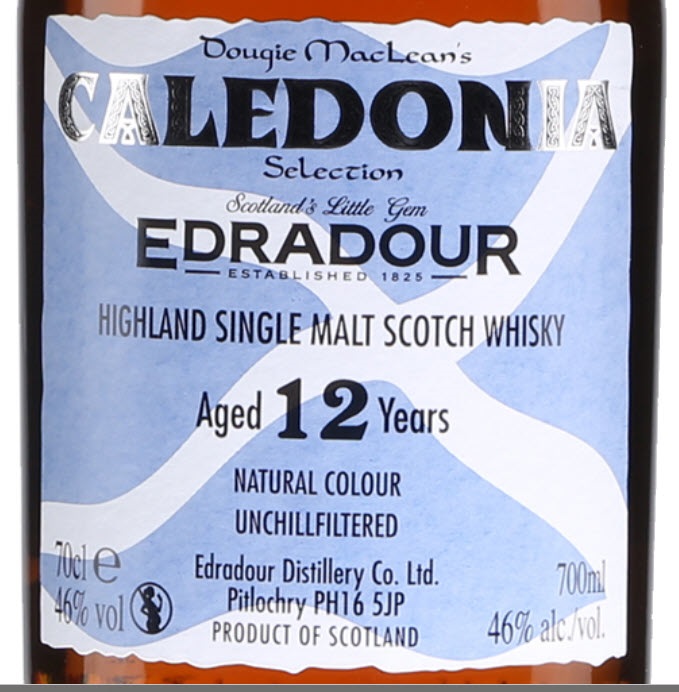 Dougie MacLean's
CALEDONIA
Selection
Scotland's Little Gem
EDRADOUR
ESTABLISHED 1825
HIGHLAND SINGLE MALT SCOTCH WHISKY
Aged 12 Years
NATURAL COLOUR
UNCHILLFILTERED
70cl e
46% vol
Edradour Distillery Co. Ltd.
Pitlochry PH16 5JP
PRODUCT OF SCOTLAND
700ml
46% alc./vol.